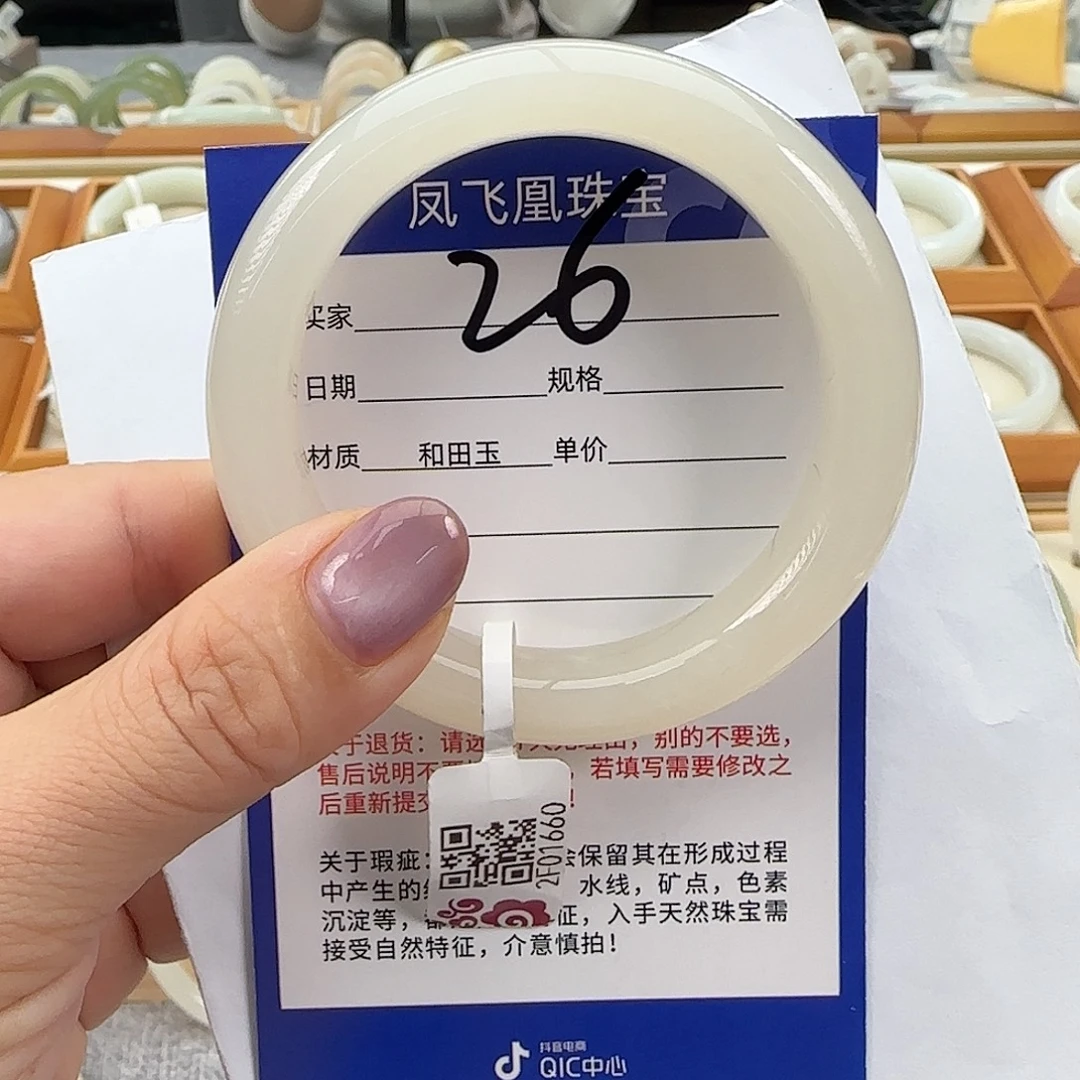 凤飞凰珠宝
26
买家
日期 规格
材质 和田玉 单价
于退货：请选 别的不要选，
售后说明不 若填写需要修改之
后重新提交 ！
关于瑕疵： 保留其在形成过程
中产生的 水线，矿点，色素
沉淀等， 征，入手天然珠宝需
接受自然特征，介意慎拍！
2F01660
抖音电商
QIC中心